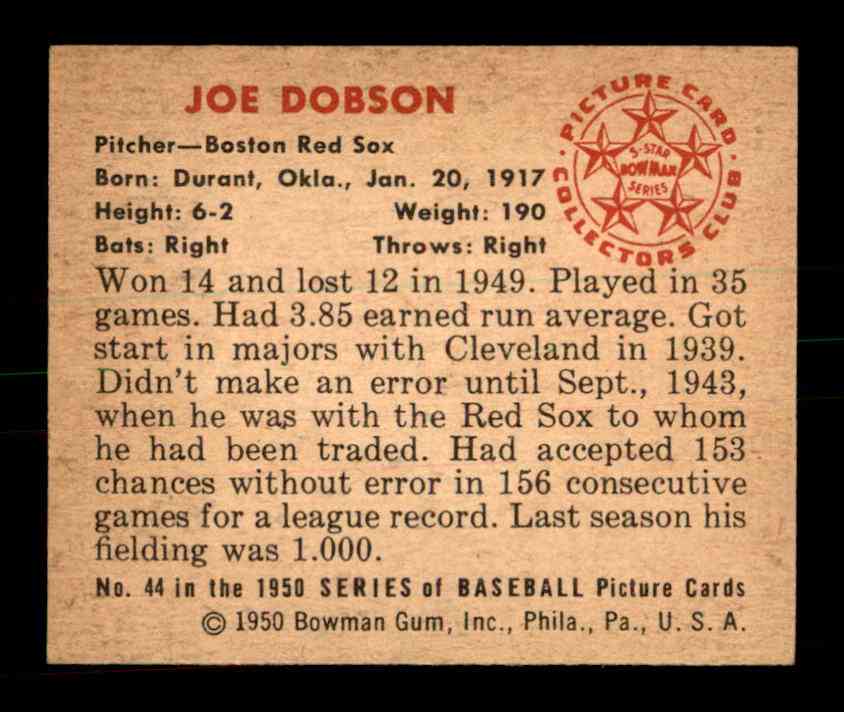 JOE DOBSON
Pitcher—Boston Red Sox
Born: Durant, Okla., Jan. 20, 1917
Height: 6-2 Weight: 190
Bats: Right Throws: Right
PICTURE CARD
COLLECTORS CLUB
5-STAR
BOWMAN
SERIES
Won 14 and lost 12 in 1949. Played in 35
games. Had 3.85 earned run average. Got
start in majors with Cleveland in 1939.
Didn't make an error until Sept., 1943,
when he was with the Red Sox to whom
he had been traded. Had accepted 153
chances without error in 156 consecutive
games for a league record. Last season his
fielding was 1.000.
No. 44 in the 1950 SERIES of BASEBALL Picture Cards
© 1950 Bowman Gum, Inc., Phila., Pa., U. S. A.